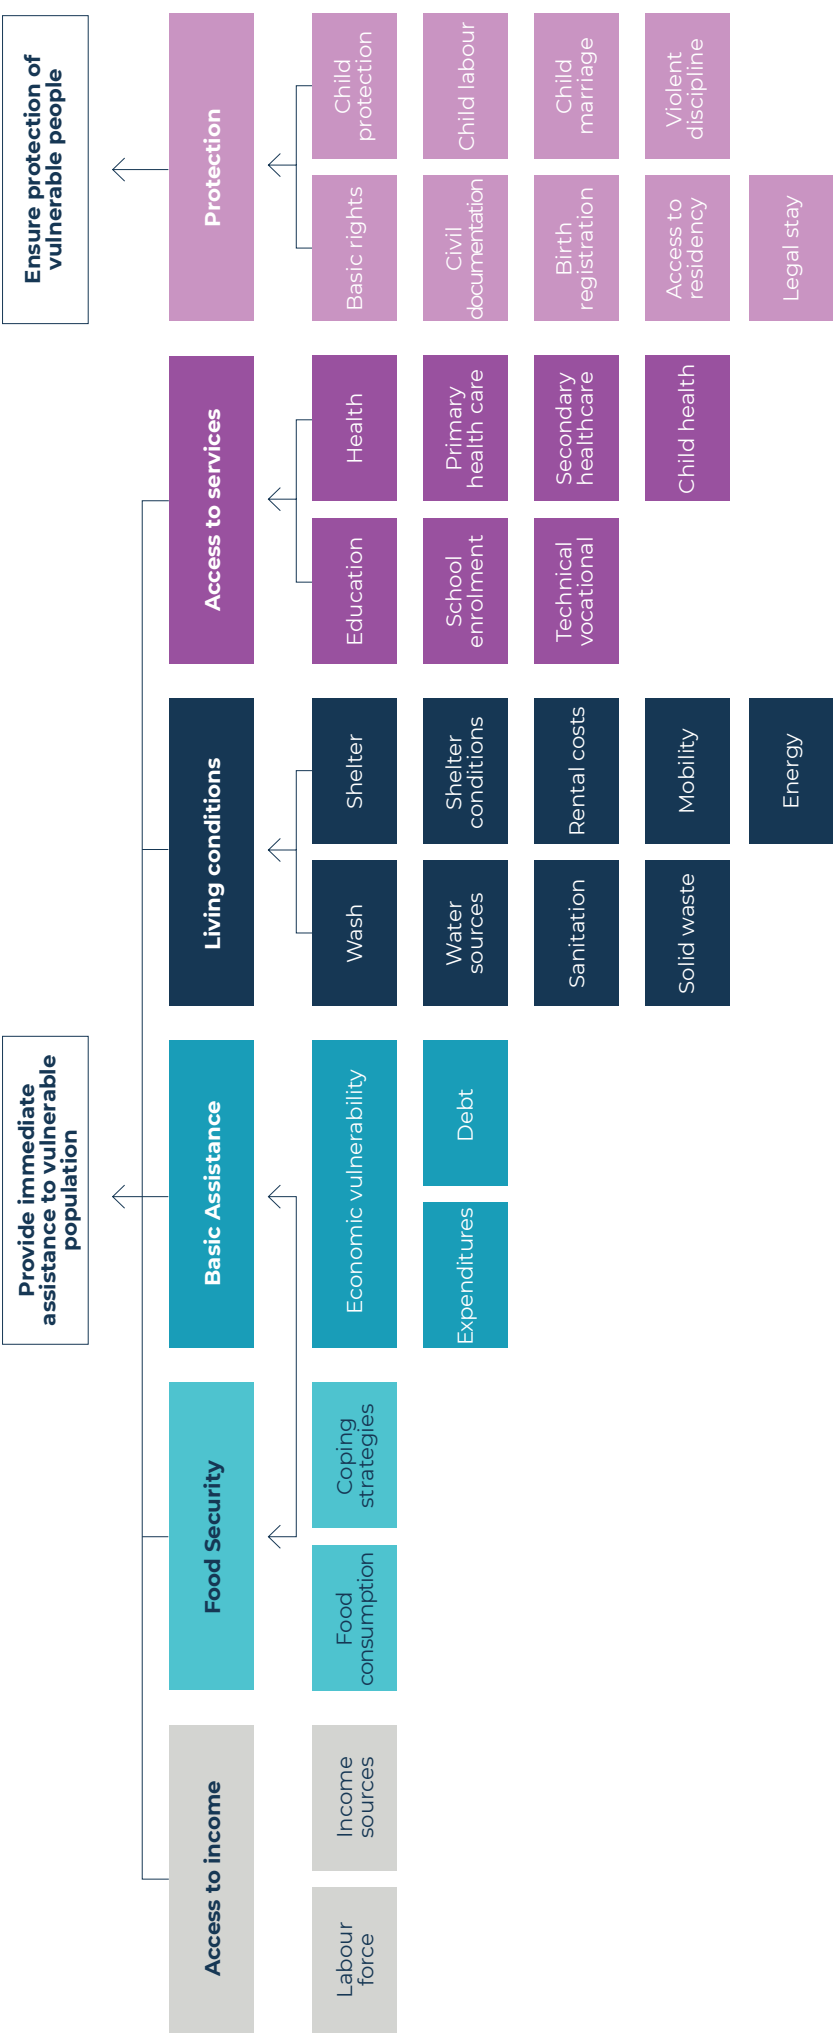 Provide immediate
assistance to vulnerable
population
Ensure protection of
vulnerable people
Access to income
Food Security
Basic Assistance
Living conditions
Access to services
Protection
Labour
force
Income
sources
Food
consumption
Coping
strategies
Economic vulnerability
Wash
Shelter
Education
Health
Basic rights
Child
protection
Expenditures
Debt
Water
sources
Shelter
conditions
School
enrolment
Primary
health care
Civil
documentation
Child labour
Sanitation
Rental costs
Technical
vocational
Secondary
healthcare
Birth
registration
Child
marriage
Solid waste
Mobility
Child health
Access to
residency
Violent
discipline
Energy
Legal stay